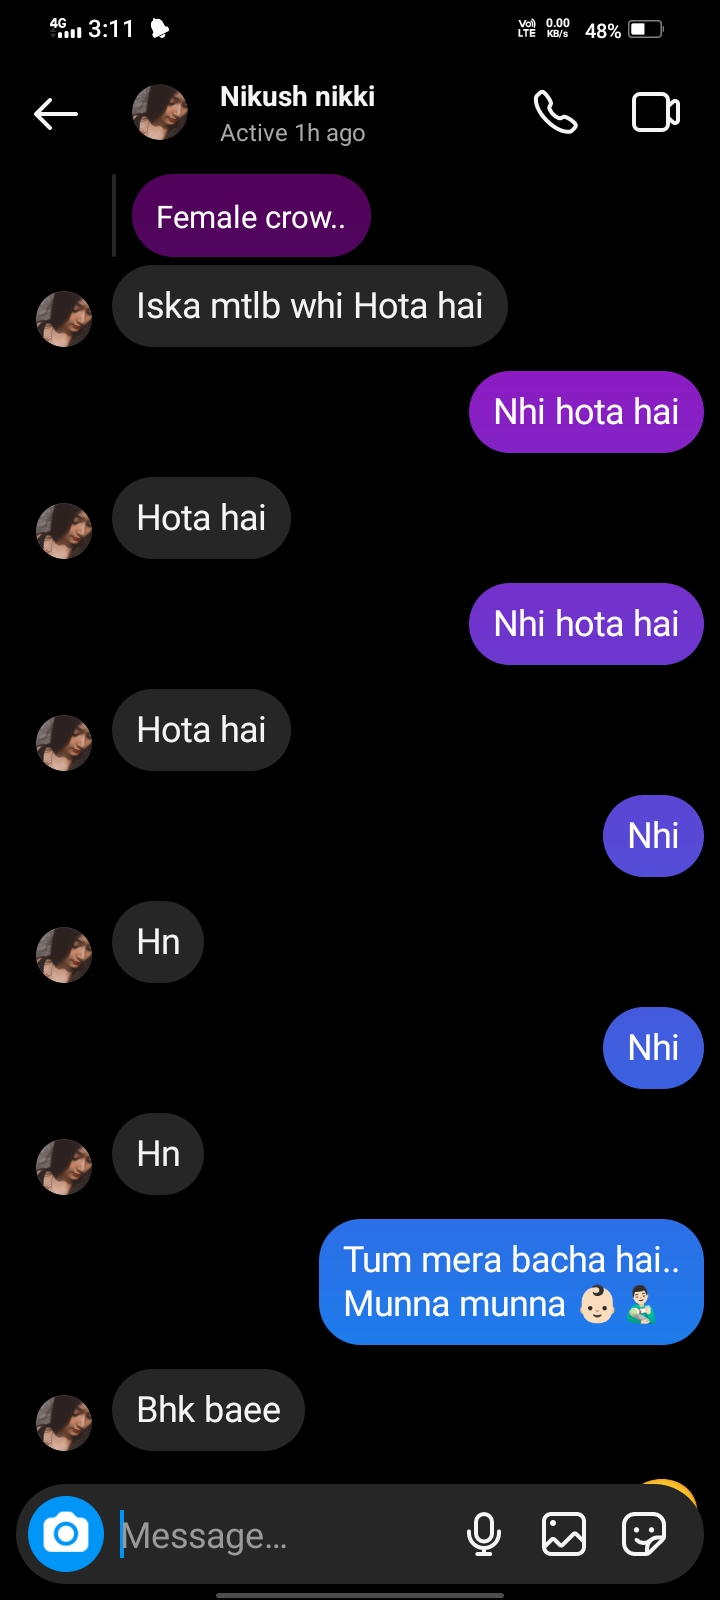 4G 3:11 Vo) LTE 0.00 KB/s 48%
Nikush nikki
Active 1h ago
Female crow..
Iska mtlb whi Hota hai
Nhi hota hai
Hota hai
Nhi hota hai
Hota hai
Nhi
Hn
Nhi
Hn
Tum mera bacha hai..
Munna munna 👶🏻 👨🏻‍🍼
Bhk baee
Message...